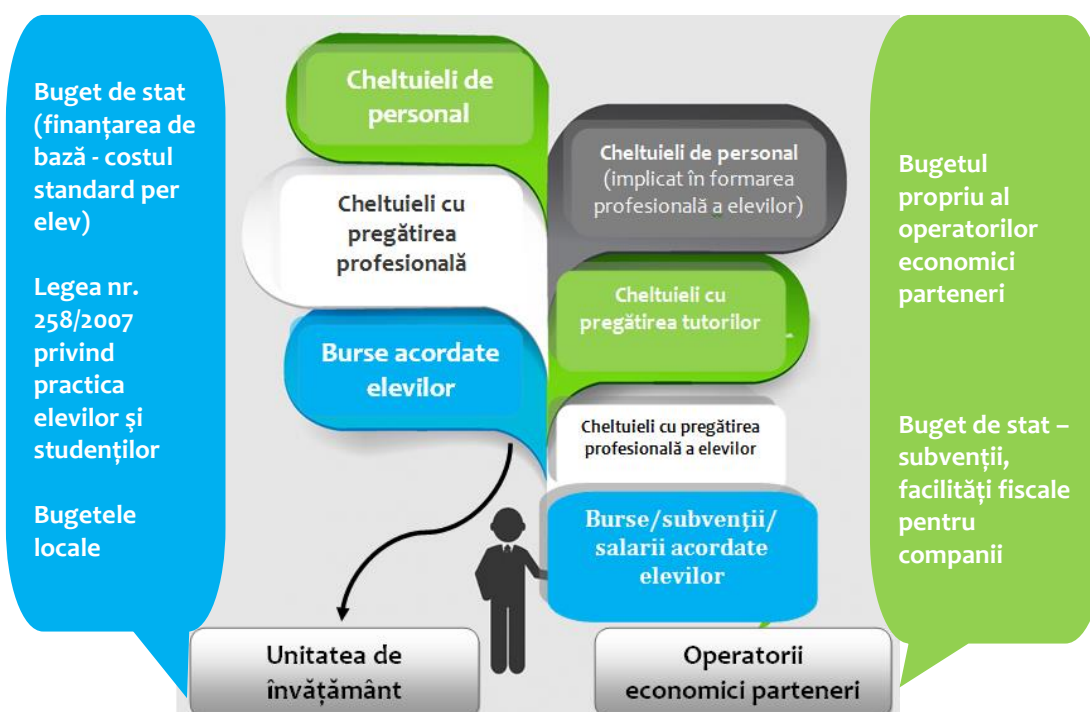 Buget de stat
(finanțarea de
bază - costul
standard per
elev)
Legea nr.
258/2007
privind
practica
elevilor şi
studenților
Bugetele
locale
Cheltuieli de
personal
Cheltuieli cu
pregătirea
profesională
Burse acordate
elevilor
Cheltuieli de personal
(implicat în formarea
profesională a elevilor)
Cheltuieli cu
pregătirea tutorilor
Cheltuieli cu pregătirea
profesională a elevilor
Burse/subvenţii/
salarii acordate
elevilor
Unitatea de
învățământ
Operatorii
economici parteneri
Bugetul
propriu al
operatorilor
economici
parteneri
Buget de stat –
subvenții,
facilități fiscale
pentru
companii